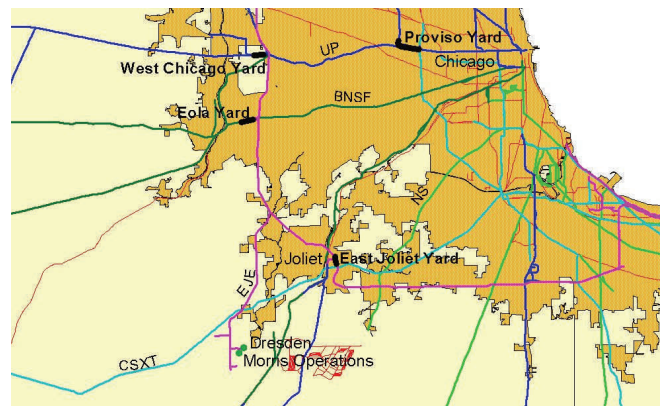 Proviso Yard
UP
Chicago
West Chicago Yard
BNSF
Eola Yard
NS
Joliet
East Joliet Yard
EJE
Dresden
Morris Operations
CSXT